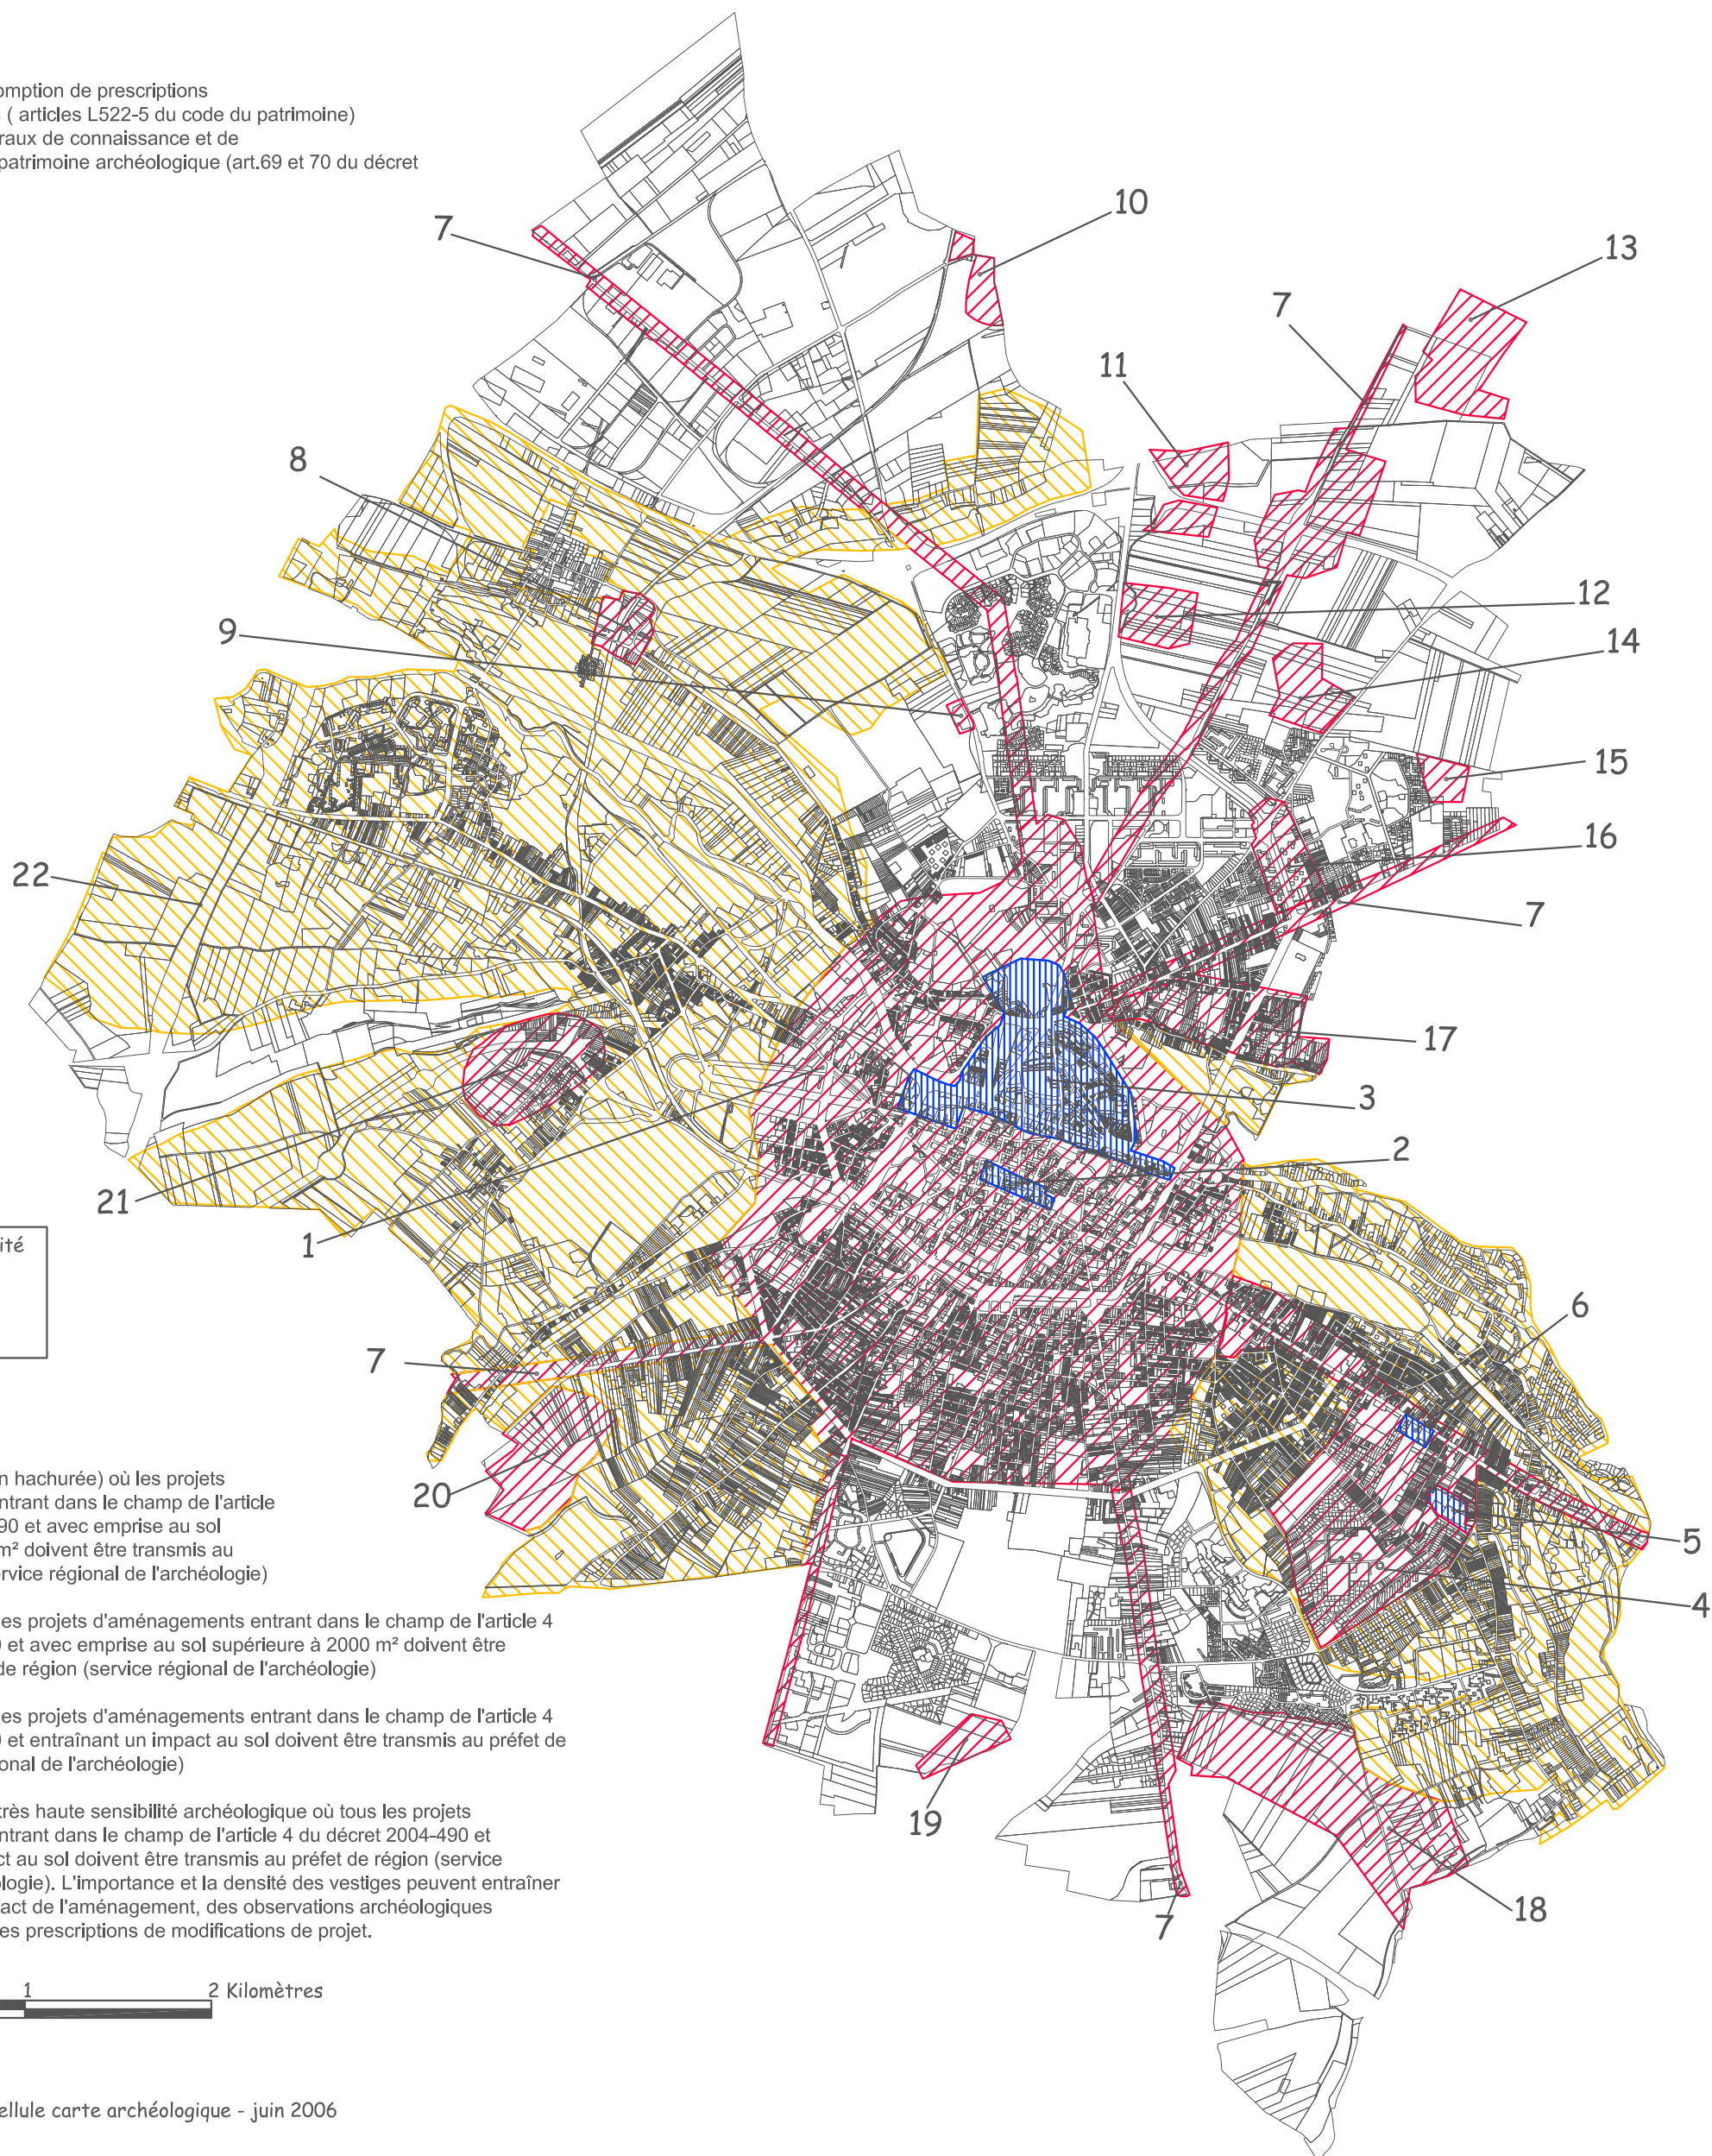 omption de prescriptions
s ( articles L522-5 du code du patrimoine)
raux de connaissance et de
patrimoine archéologique (art.69 et 70 du décret
7
10
13
7
11
8
12
9
14
15
22
16
7
17
3
2
21
1
ité
6
7
20
n hachurée) où les projets
ntrant dans le champ de l'article
90 et avec emprise au sol
m² doivent être transmis au
ervice régional de l'archéologie)
5
4
es projets d'aménagements entrant dans le champ de l'article 4
0 et avec emprise au sol supérieure à 2000 m² doivent être
de région (service régional de l'archéologie)
es projets d'aménagements entrant dans le champ de l'article 4
0 et entraînant un impact au sol doivent être transmis au préfet de
onal de l'archéologie)
19
très haute sensibilité archéologique où tous les projets
ntrant dans le champ de l'article 4 du décret 2004-490 et
ct au sol doivent être transmis au préfet de région (service
ologie). L'importance et la densité des vestiges peuvent entraîner
act de l'aménagement, des observations archéologiques
es prescriptions de modifications de projet.
18
7
1 2 Kilomètres
ellule carte archéologique - juin 2006